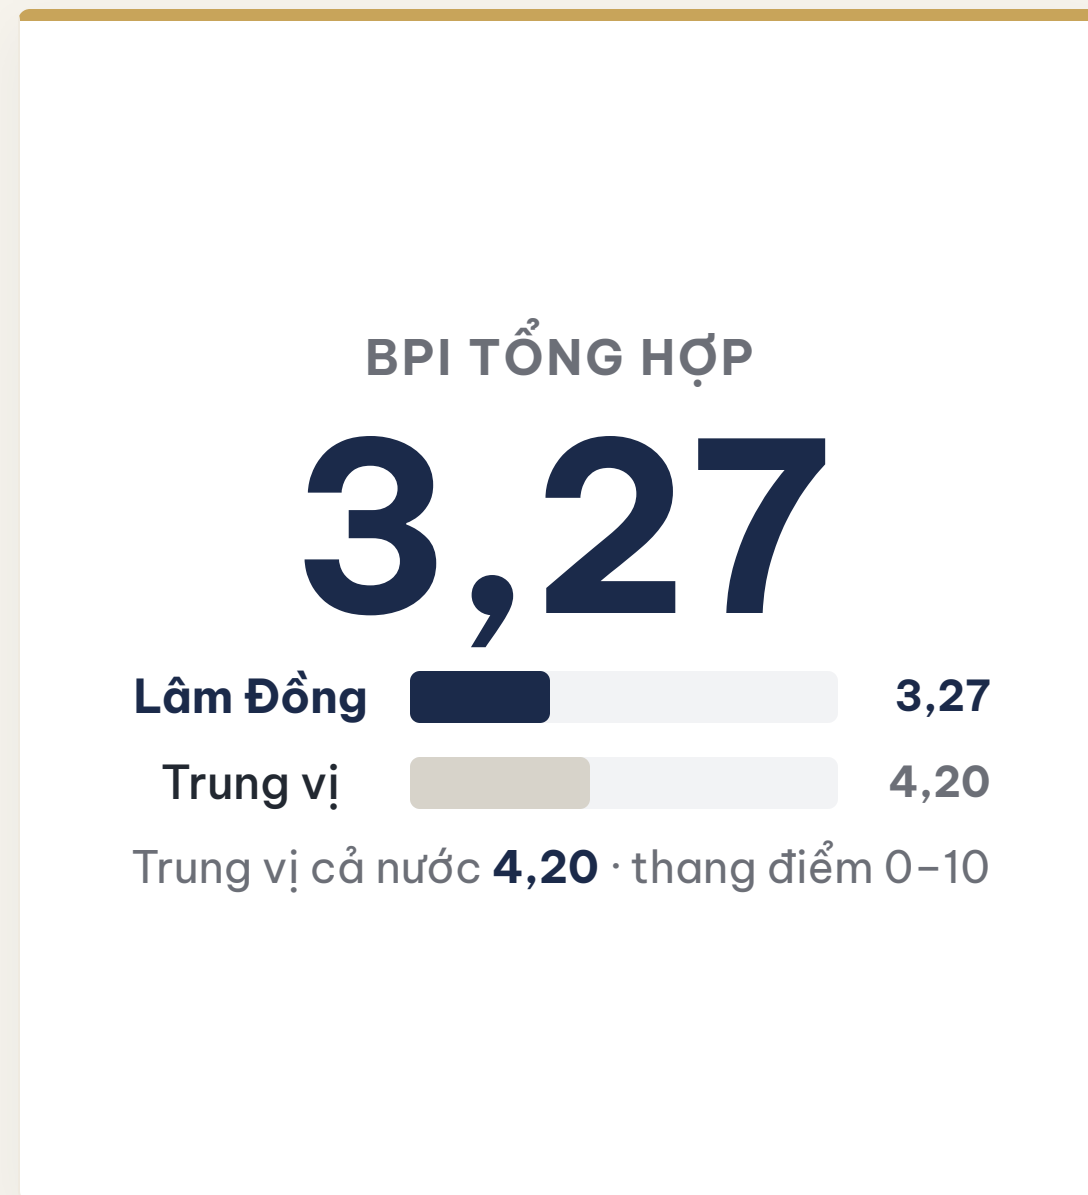 BPI TỔNG HỢP
3,27
Lâm Đồng 3,27
Trung vị 4,20
Trung vị cả nước 4,20 · thang điểm 0–10